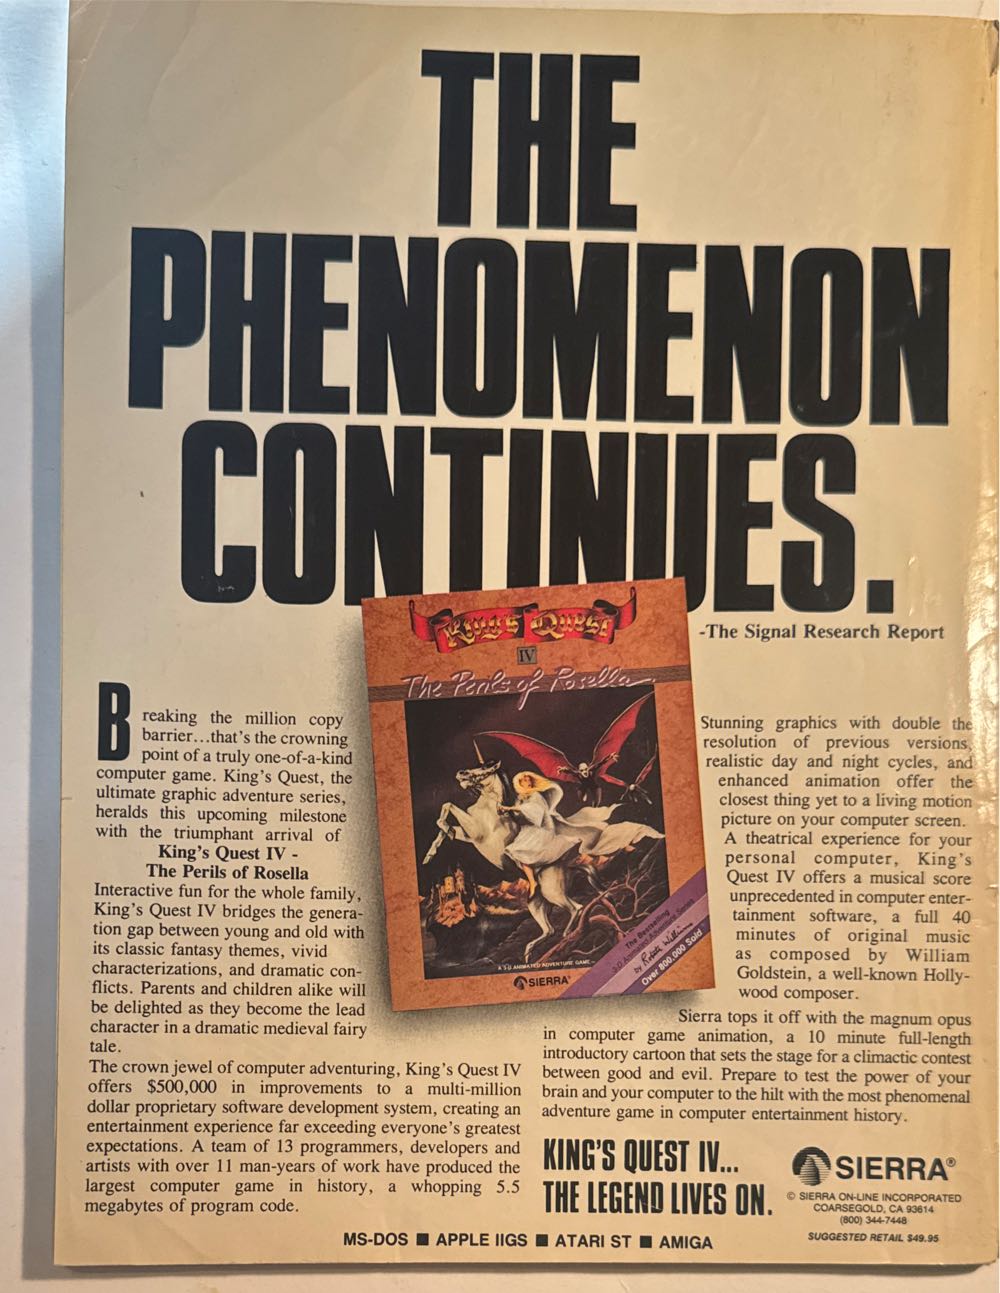 THE
PHENOMENON
CONTINUES.
-The Signal Research Report
King's Quest
IV
The Perils of Rosella
The Bestselling
3-D Animated Adventure Series
by Roberta Williams
Over 800,000 Sold
A 3-D ANIMATED ADVENTURE GAME
SIERRA
Breaking the million copy
barrier...that's the crowning
point of a truly one-of-a-kind
computer game. King's Quest, the
ultimate graphic adventure series,
heralds this upcoming milestone
with the triumphant arrival of
King's Quest IV -
The Perils of Rosella
Interactive fun for the whole family,
King's Quest IV bridges the genera-
tion gap between young and old with
its classic fantasy themes, vivid
characterizations, and dramatic con-
flicts. Parents and children alike will
be delighted as they become the lead
character in a dramatic medieval fairy
tale.
The crown jewel of computer adventuring, King's Quest IV
offers $500,000 in improvements to a multi-million
dollar proprietary software development system, creating an
entertainment experience far exceeding everyone's greatest
expectations. A team of 13 programmers, developers and
artists with over 11 man-years of work have produced the
largest computer game in history, a whopping 5.5
megabytes of program code.
Stunning graphics with double the
resolution of previous versions,
realistic day and night cycles, and
enhanced animation offer the
closest thing yet to a living motion
picture on your computer screen.
A theatrical experience for your
personal computer, King's
Quest IV offers a musical score
unprecedented in computer enter-
tainment software, a full 40
minutes of original music
as composed by William
Goldstein, a well-known Holly-
wood composer.
Sierra tops it off with the magnum opus
in computer game animation, a 10 minute full-length
introductory cartoon that sets the stage for a climactic contest
between good and evil. Prepare to test the power of your
brain and your computer to the hilt with the most phenomenal
adventure game in computer entertainment history.
KING'S QUEST IV...
THE LEGEND LIVES ON.
SIERRA®
© SIERRA ON-LINE INCORPORATED
COARSEGOLD, CA 93614
(800) 344-7448
SUGGESTED RETAIL $49.95
MS-DOS ■ APPLE IIGS ■ ATARI ST ■ AMIGA